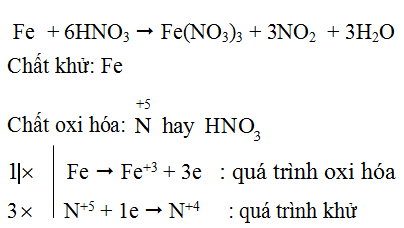 Fe + 6HNO₃ → Fe(NO₃)₃ + 3NO₂ + 3H₂O
Chất khử: Fe
+5
Chất oxi hóa: N hay HNO₃
1|× | Fe → Fe⁺³ + 3e : quá trình oxi hóa
3× | N⁺⁵ + 1e → N⁺⁴ : quá trình khử